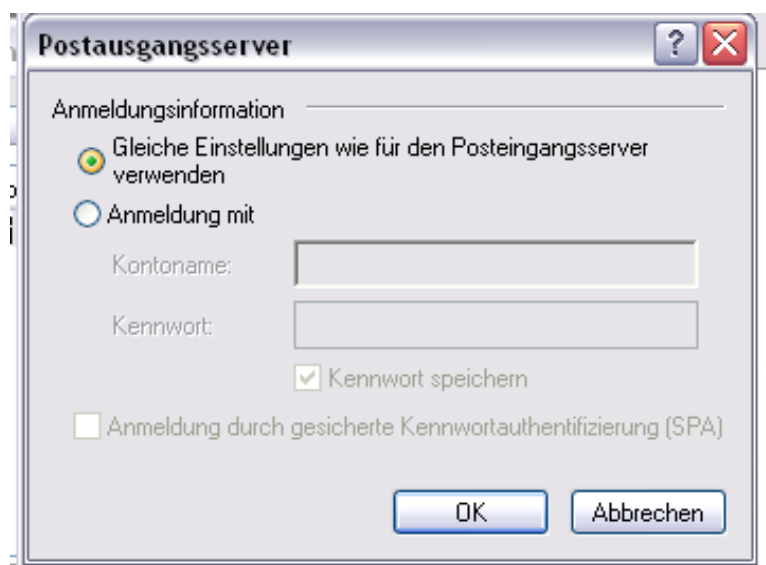 Postausgangsserver
Anmeldungsinformation
Gleiche Einstellungen wie für den Posteingangsserver
verwenden
Anmeldung mit
Kontoname:
Kennwort:
Kennwort speichern
Anmeldung durch gesicherte Kennwortauthentifizierung (SPA)
OK
Abbrechen